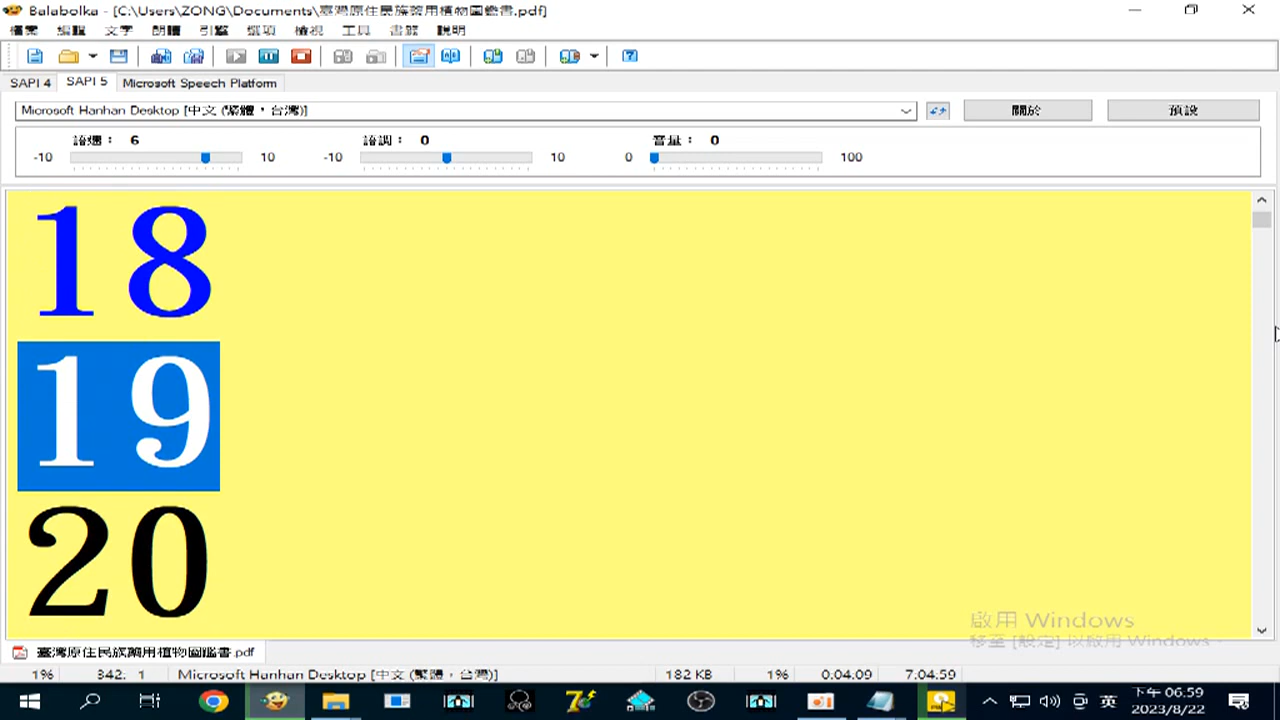 Balabolka - [C:\Users\ZONG\Documents\臺灣原住民族藥用植物圖鑑書.pdf]
檔案 編輯 文字 朗讀 引擎 選項 檢視 工具 書籤 說明
SAPI 4 SAPI 5 Microsoft Speech Platform
Microsoft Hanhan Desktop [中文 (繁體，台灣)] 關於 預設
語速： 6 語調： 0 音量： 0
-10 10 -10 10 0 100
18
19
20
啟用 Windows
移至 [設定] 以啟用 Windows。
臺灣原住民族藥用植物圖鑑書.pdf
1% 342: 1 Microsoft Hanhan Desktop [中文 (繁體，台灣)] 182 KB 1% 0:04:09 7:04:59
英 下午 06:59
2023/8/22